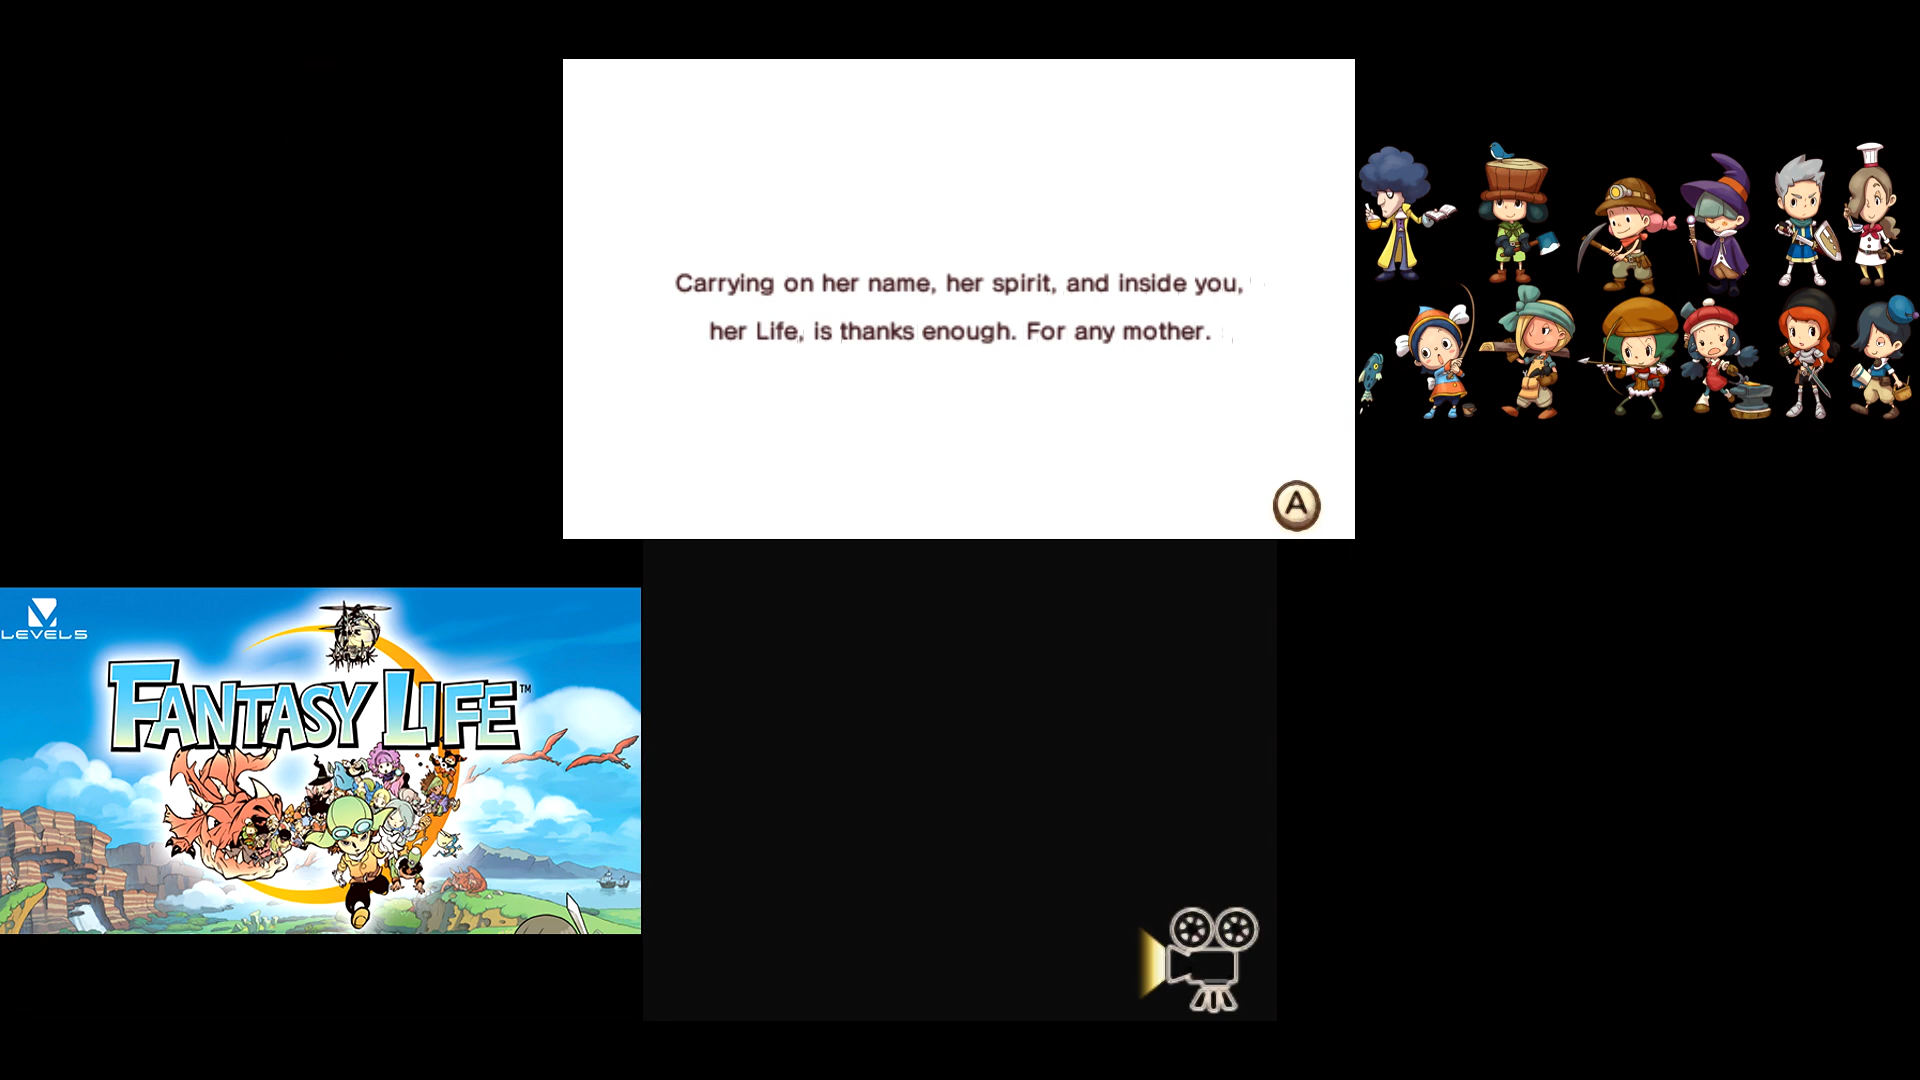 Carrying on her name, her spirit, and inside you,
her Life, is thanks enough. For any mother.
A
LEVEL5
FANTASY LIFE™